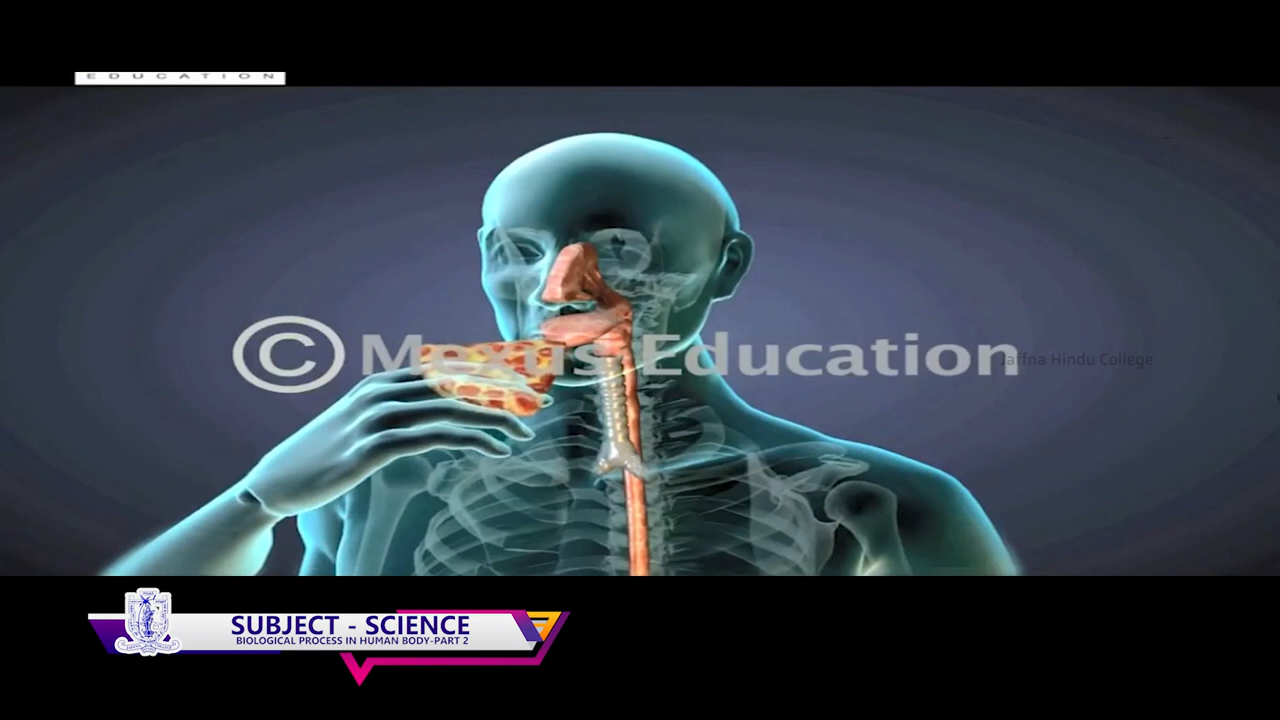 EDUCATION
© Mexus Education
Jaffna Hindu College
SUBJECT - SCIENCE
BIOLOGICAL PROCESS IN HUMAN BODY-PART 2